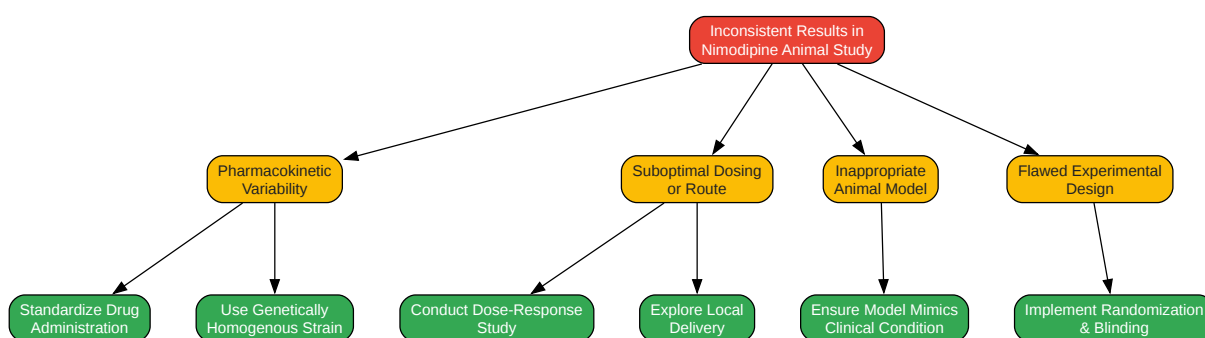 Inconsistent Results in
Nimodipine Animal Study
Pharmacokinetic
Variability
Suboptimal Dosing
or Route
Inappropriate
Animal Model
Flawed Experimental
Design
Standardize Drug
Administration
Use Genetically
Homogenous Strain
Conduct Dose-Response
Study
Explore Local
Delivery
Ensure Model Mimics
Clinical Condition
Implement Randomization
& Blinding